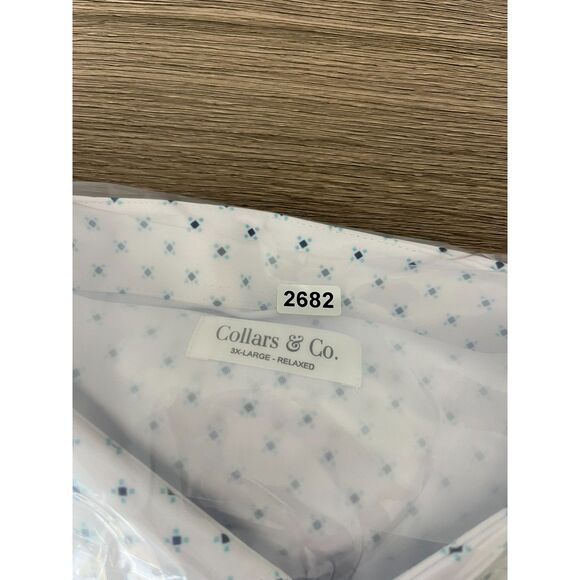 2682
Collars & Co.
3X-LARGE - RELAXED